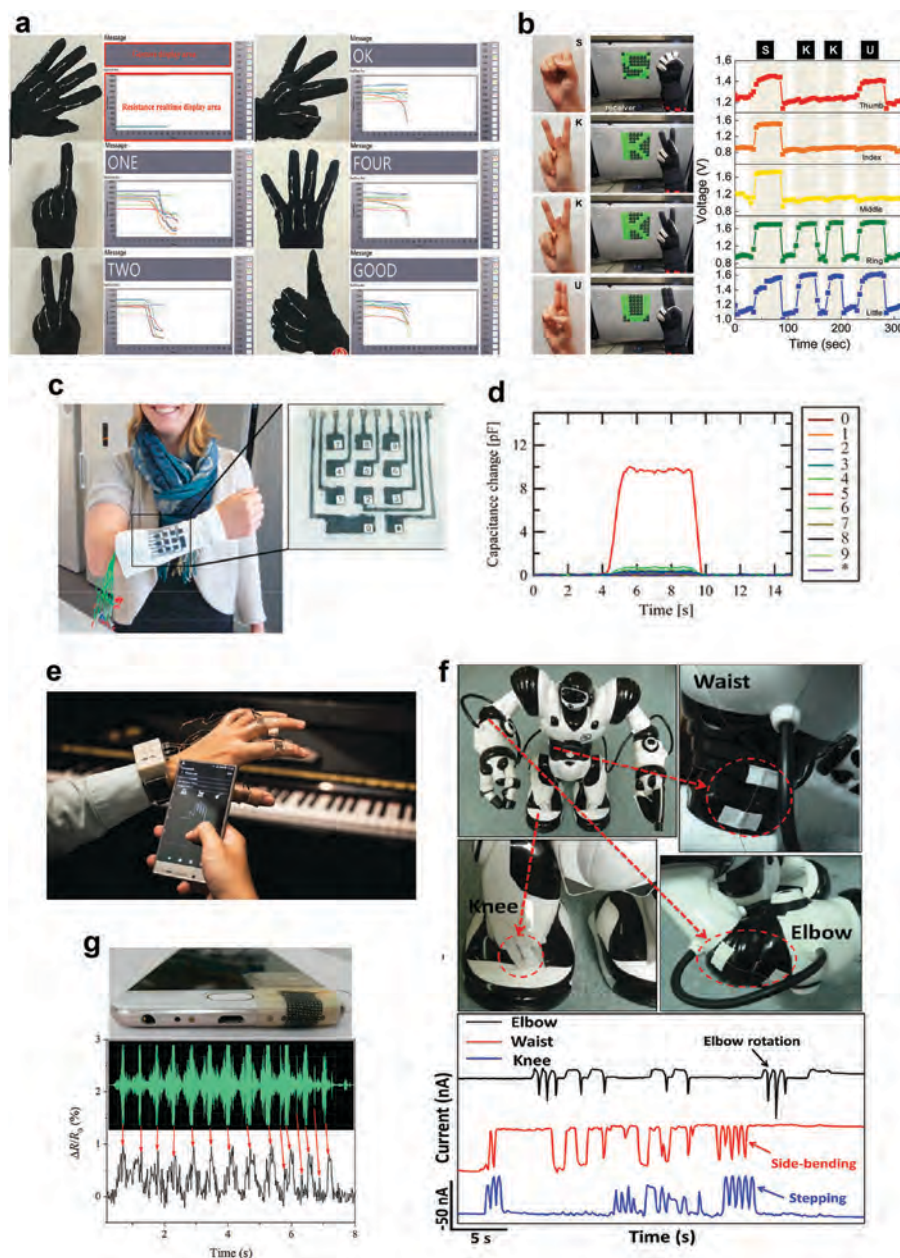 a
Message
Message
OK
Resistance realtime display area
ONE
FOUR
Message
Message
TWO
GOOD
b
S
K
K
U
S
receiver
K
K
U
1.6
1.4
1.2
Thumb
1.6
1.2
0.8
Index
1.6
1.2
Middle
1.6
1.2
0.8
Ring
1.6
1.4
1.2
1.0
Little
Voltage (V)
0
100
200
300
Time (sec)
c
4
5
6
1
2
3
d
Capacitance change [pF]
12
8
4
0
0
2
4
6
8
10
12
14
Time [s]
0
1
2
3
4
5
6
7
8
9
*
e
f
Waist
Knee
Elbow
Elbow
Waist
Knee
Elbow rotation
Side-bending
Stepping
Current (nA)
-50 nA
5 s
Time (s)
g
3
2
1
0
ΔR/R0 (%)
0
2
4
6
8
Time (s)